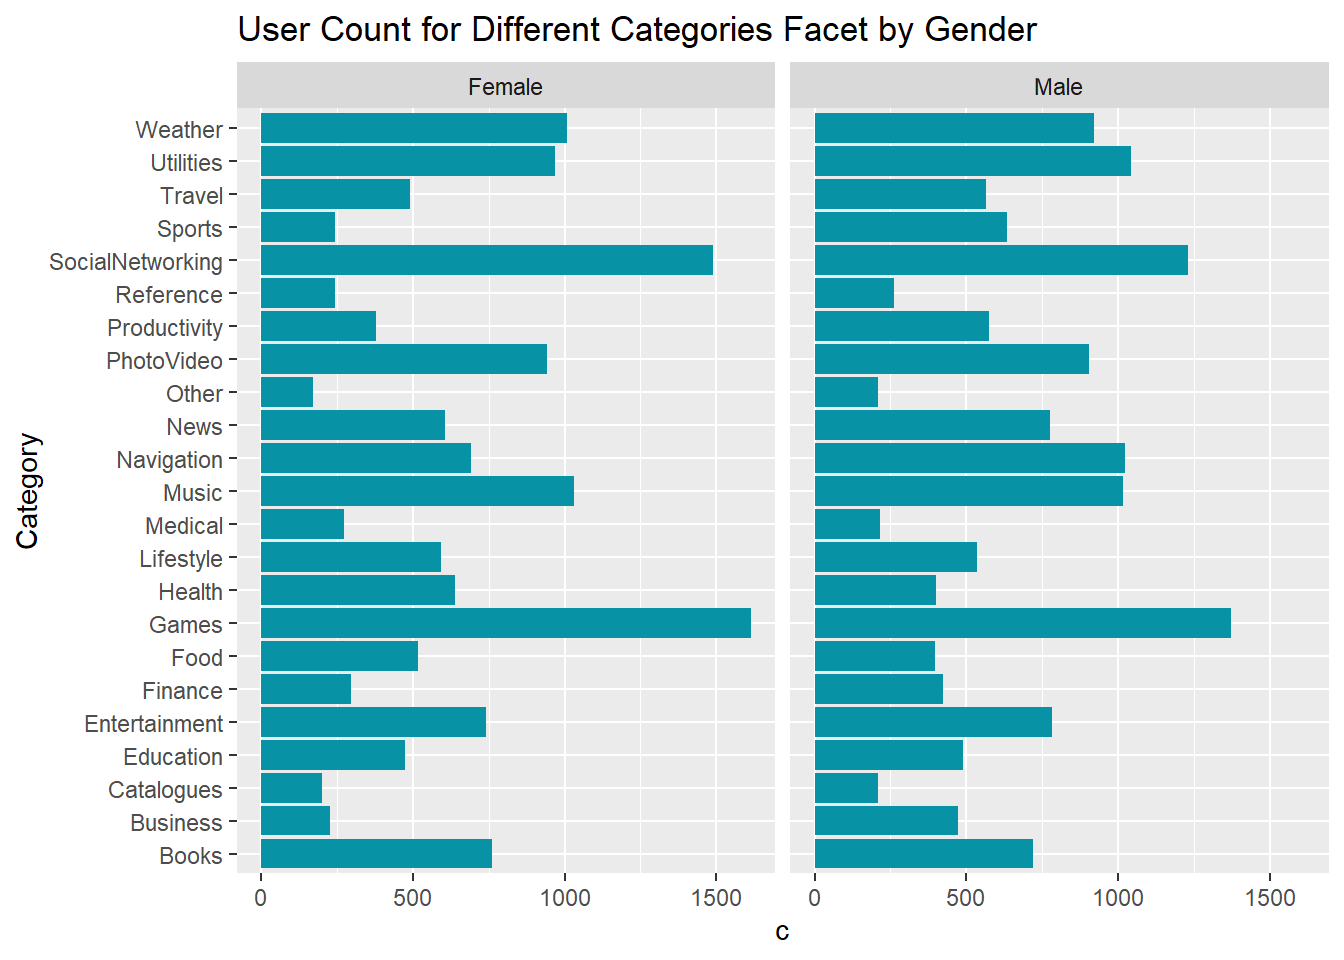 User Count for Different Categories Facet by Gender
Female
Male
Category
Weather
Utilities
Travel
Sports
SocialNetworking
Reference
Productivity
PhotoVideo
Other
News
Navigation
Music
Medical
Lifestyle
Health
Games
Food
Finance
Entertainment
Education
Catalogues
Business
Books
0 500 1000 1500 0 500 1000 1500
c